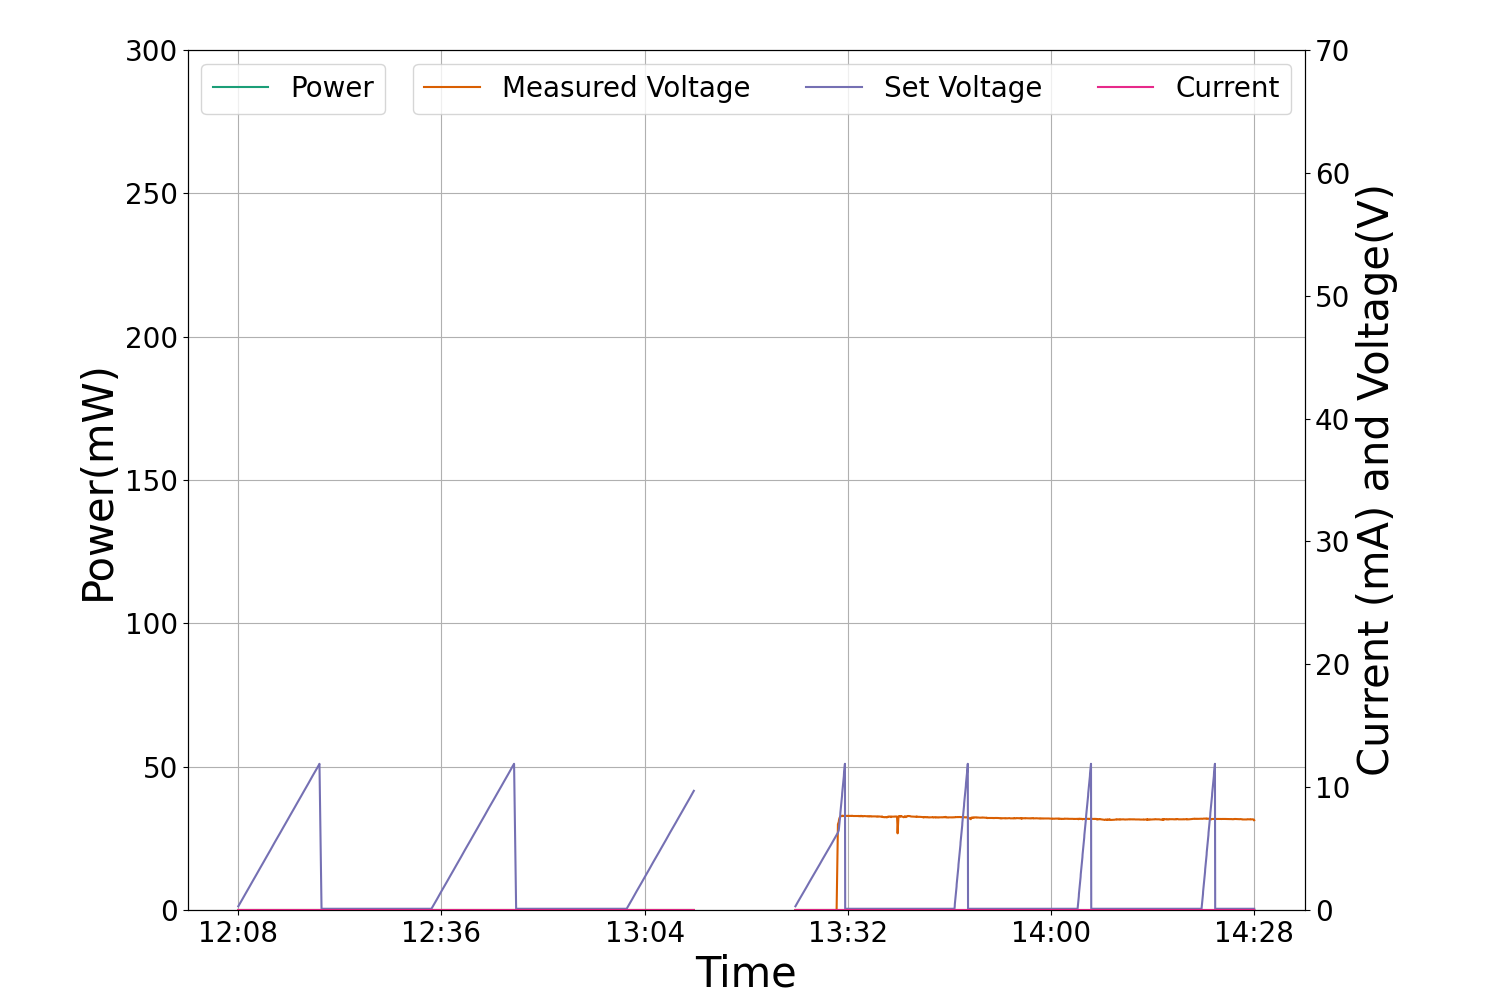 Power Measured Voltage Set Voltage Current
300 70
250 60
200 50
150 40
100 30
50 20
0 10
0
12:08 12:36 13:04 13:32 14:00 14:28
Time
Power(mW)
Current (mA) and Voltage(V)